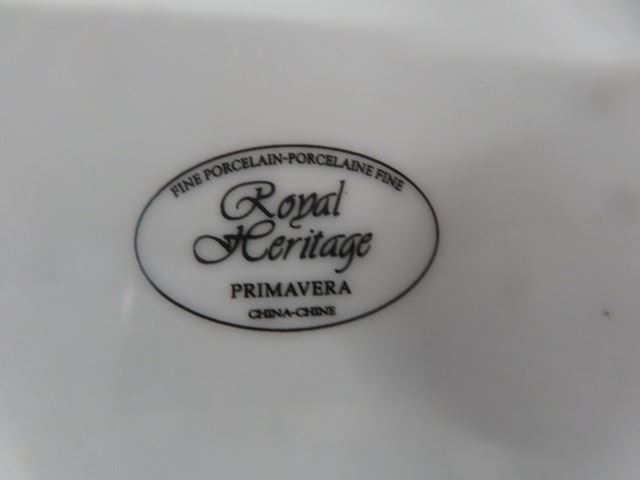 FINE PORCELAIN-PORCELAINE FINE
Royal
Heritage
PRIMAVERA
CHINA-CHINE